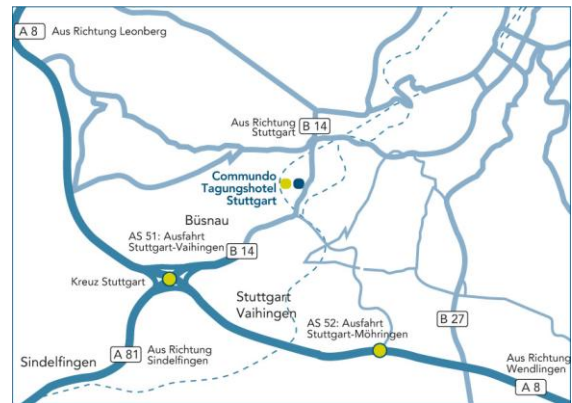 A 8
Aus Richtung Leonberg
Aus Richtung
Stuttgart
B 14
Commundo
Tagungshotel
Stuttgart
Büsnau
AS 51: Ausfahrt
Stuttgart-Vaihingen
B 14
Kreuz Stuttgart
Stuttgart
Vaihingen
AS 52: Ausfahrt
Stuttgart-Möhringen
B 27
Sindelfingen
A 81
Aus Richtung
Sindelfingen
Aus Richtung
Wendlingen
A 8